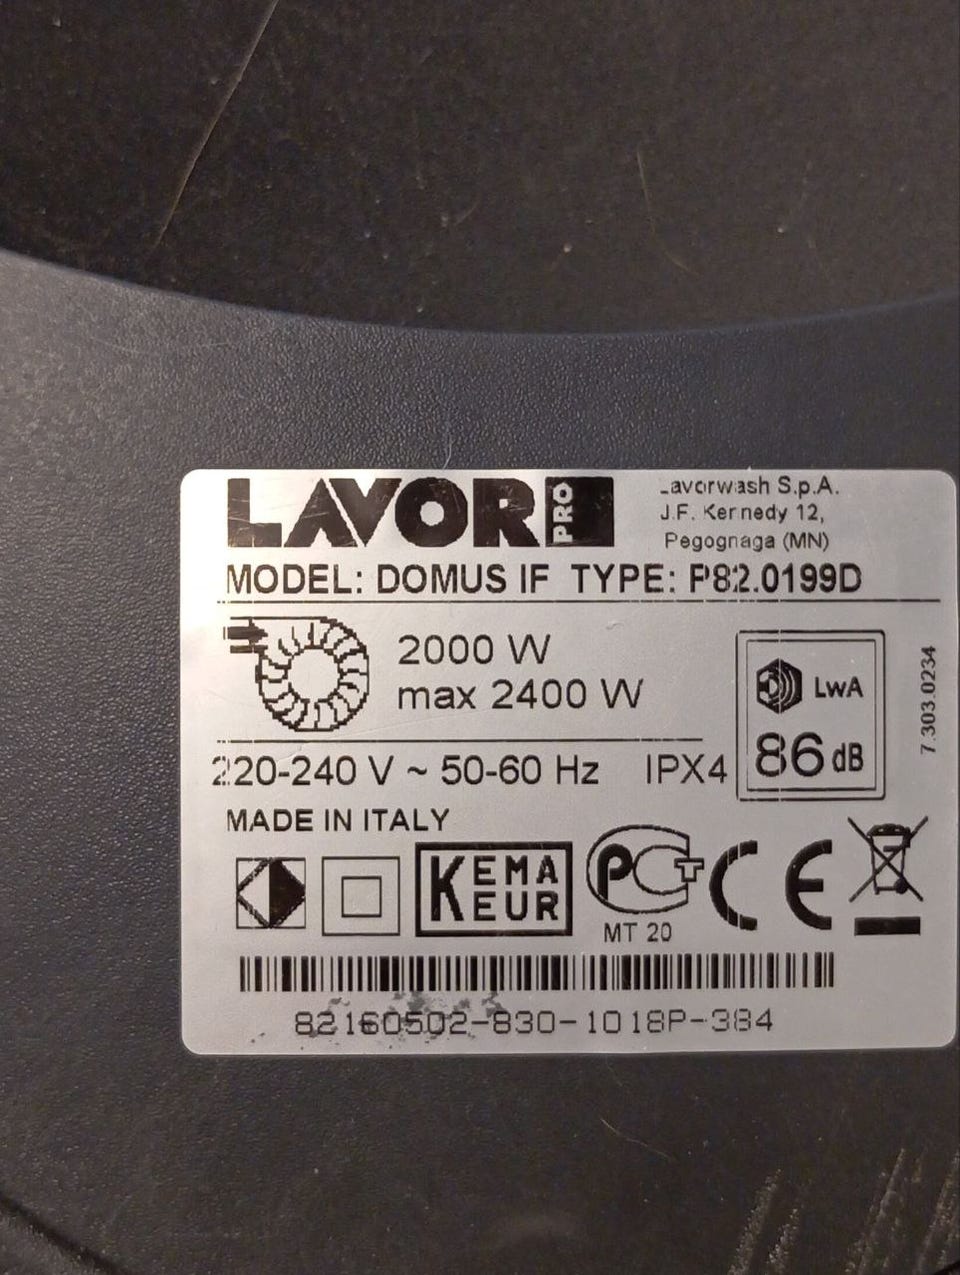 LAVOR PRO
Lavorwash S.p.A.
J.F. Kennedy 12,
Pegognaga (MN)
MODEL: DOMUS IF TYPE: P82.0199D
2000 W
max 2400 W
LwA
86 dB
7.303.0234
220-240 V ~ 50-60 Hz IPX4
MADE IN ITALY
KEMA
EUR
PCT
MT 20
CE
82160502-830-1018P-384